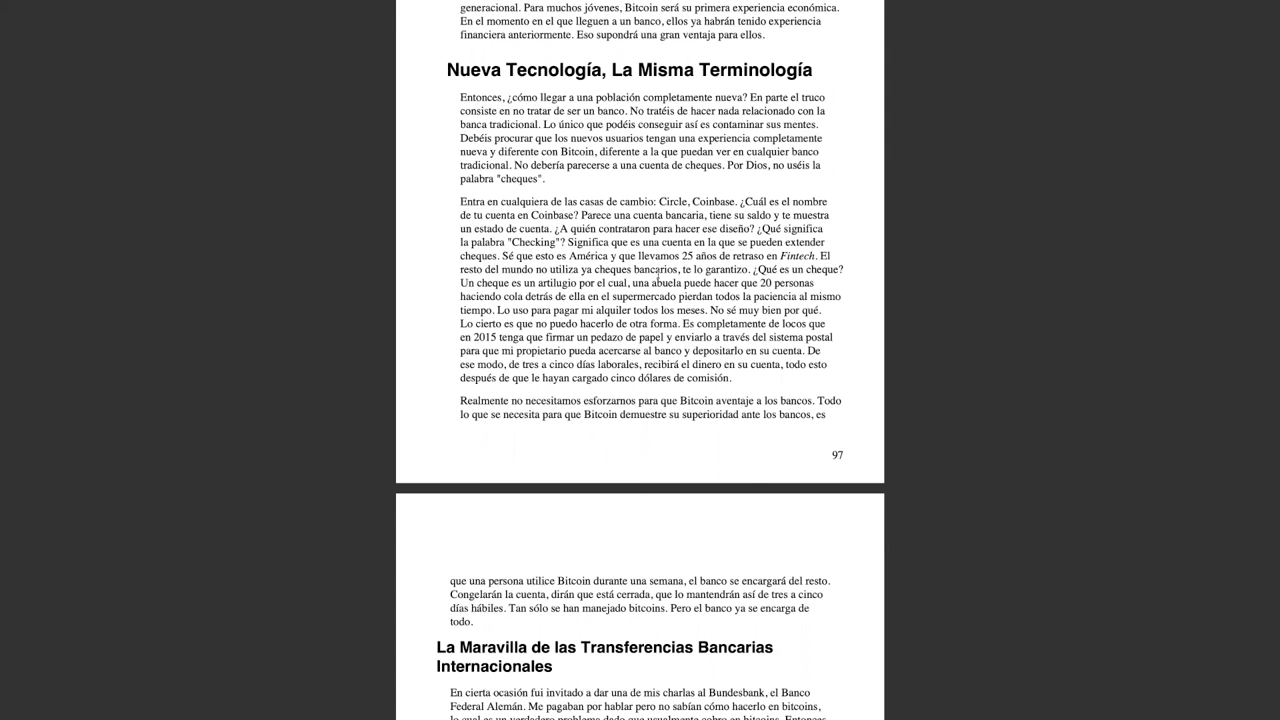 generacional. Para muchos jóvenes, Bitcoin será su primera experiencia económica.
En el momento en el que lleguen a un banco, ellos ya habrán tenido experiencia
financiera anteriormente. Eso supondrá una gran ventaja para ellos.
Nueva Tecnología, La Misma Terminología
Entonces, ¿cómo llegar a una población completamente nueva? En parte el truco
consiste en no tratar de ser un banco. No tratéis de hacer nada relacionado con la
banca tradicional. Lo único que podéis conseguir así es contaminar sus mentes.
Debéis procurar que los nuevos usuarios tengan una experiencia completamente
nueva y diferente con Bitcoin, diferente a la que puedan ver en cualquier banco
tradicional. No debería parecerse a una cuenta de cheques. Por Dios, no uséis la
palabra "cheques".
Entra en cualquiera de las casas de cambio: Circle, Coinbase. ¿Cuál es el nombre
de tu cuenta en Coinbase? Parece una cuenta bancaria, tiene su saldo y te muestra
un estado de cuenta. ¿A quién contrataron para hacer ese diseño? ¿Qué significa
la palabra "Checking"? Significa que es una cuenta en la que se pueden extender
cheques. Sé que esto es América y que llevamos 25 años de retraso en Fintech. El
resto del mundo no utiliza ya cheques bancarios, te lo garantizo. ¿Qué es un cheque?
Un cheque es un artilugio por el cual, una abuela puede hacer que 20 personas
haciendo cola detrás de ella en el supermercado pierdan todos la paciencia al mismo
tiempo. Lo uso para pagar mi alquiler todos los meses. No sé muy bien por qué.
Lo cierto es que no puedo hacerlo de otra forma. Es completamente de locos que
en 2015 tenga que firmar un pedazo de papel y enviarlo a través del sistema postal
para que mi propietario pueda acercarse al banco y depositarlo en su cuenta. De
ese modo, de tres a cinco días laborales, recibirá el dinero en su cuenta, todo esto
después de que le hayan cargado cinco dólares de comisión.
Realmente no necesitamos esforzarnos para que Bitcoin aventaje a los bancos. Todo
lo que se necesita para que Bitcoin demuestre su superioridad ante los bancos, es
97
que una persona utilice Bitcoin durante una semana, el banco se encargará del resto.
Congelarán la cuenta, dirán que está cerrada, que lo mantendrán así de tres a cinco
días hábiles. Tan sólo se han manejado bitcoins. Pero el banco ya se encarga de
todo.
La Maravilla de las Transferencias Bancarias
Internacionales
En cierta ocasión fui invitado a dar una de mis charlas al Bundesbank, el Banco
Federal Alemán. Me pagaban por hablar pero no sabían cómo hacerlo en bitcoins,
lo cual es un verdadero problema dado que usualmente cobro en bitcoins. Entonces